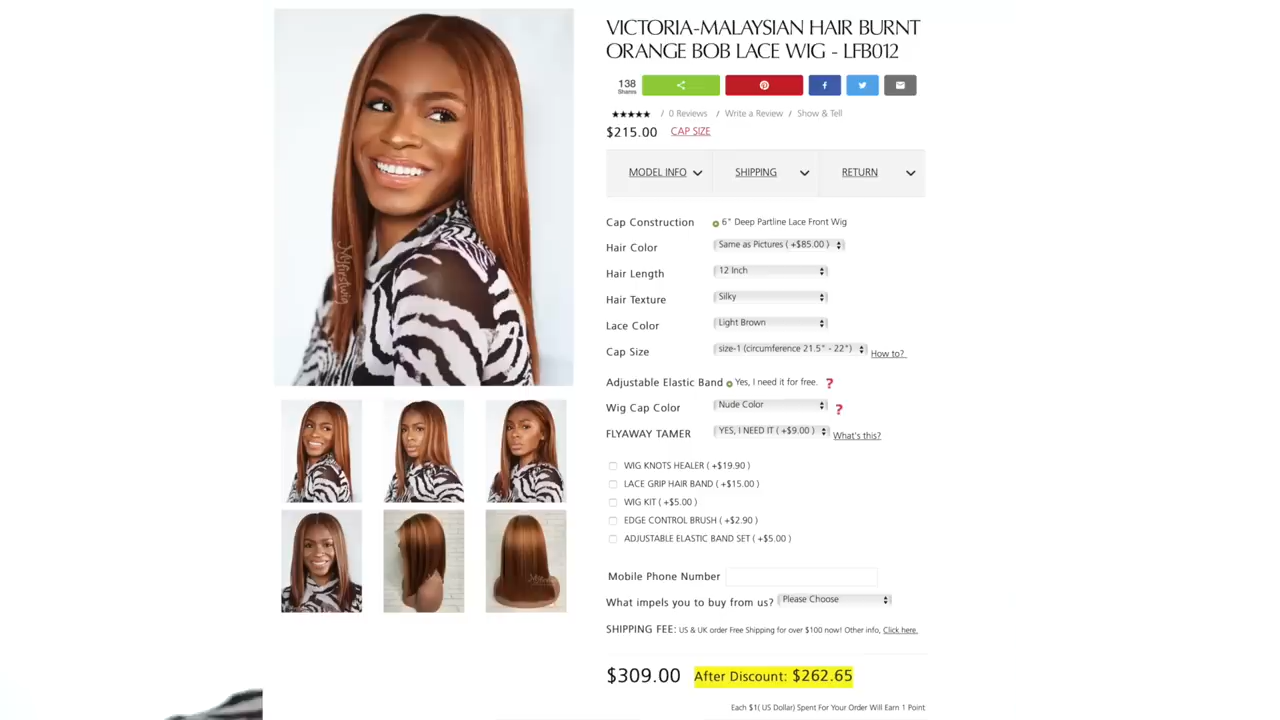 VICTORIA-MALAYSIAN HAIR BURNT
ORANGE BOB LACE WIG - LFB012
138
Shares
/ 0 Reviews / Write a Review / Show & Tell
$215.00 CAP SIZE
MODEL INFO SHIPPING RETURN
Cap Construction 6" Deep Partline Lace Front Wig
Hair Color Same as Pictures ( +$85.00 )
Hair Length 12 Inch
Hair Texture Silky
Lace Color Light Brown
Cap Size size-1 (circumference 21.5" - 22") How to?
Adjustable Elastic Band Yes, I need it for free. ?
Wig Cap Color Nude Color ?
FLYAWAY TAMER YES, I NEED IT ( +$9.00 ) What's this?
WIG KNOTS HEALER ( +$19.90 )
LACE GRIP HAIR BAND ( +$15.00 )
WIG KIT ( +$5.00 )
EDGE CONTROL BRUSH ( +$2.90 )
ADJUSTABLE ELASTIC BAND SET ( +$5.00 )
Mobile Phone Number
What impels you to buy from us? Please Choose
SHIPPING FEE: US & UK order Free Shipping for over $100 now! Other info, Click here.
$309.00 After Discount: $262.65
Each $1( US Dollar) Spent For Your Order Will Earn 1 Point
Myfirstwig